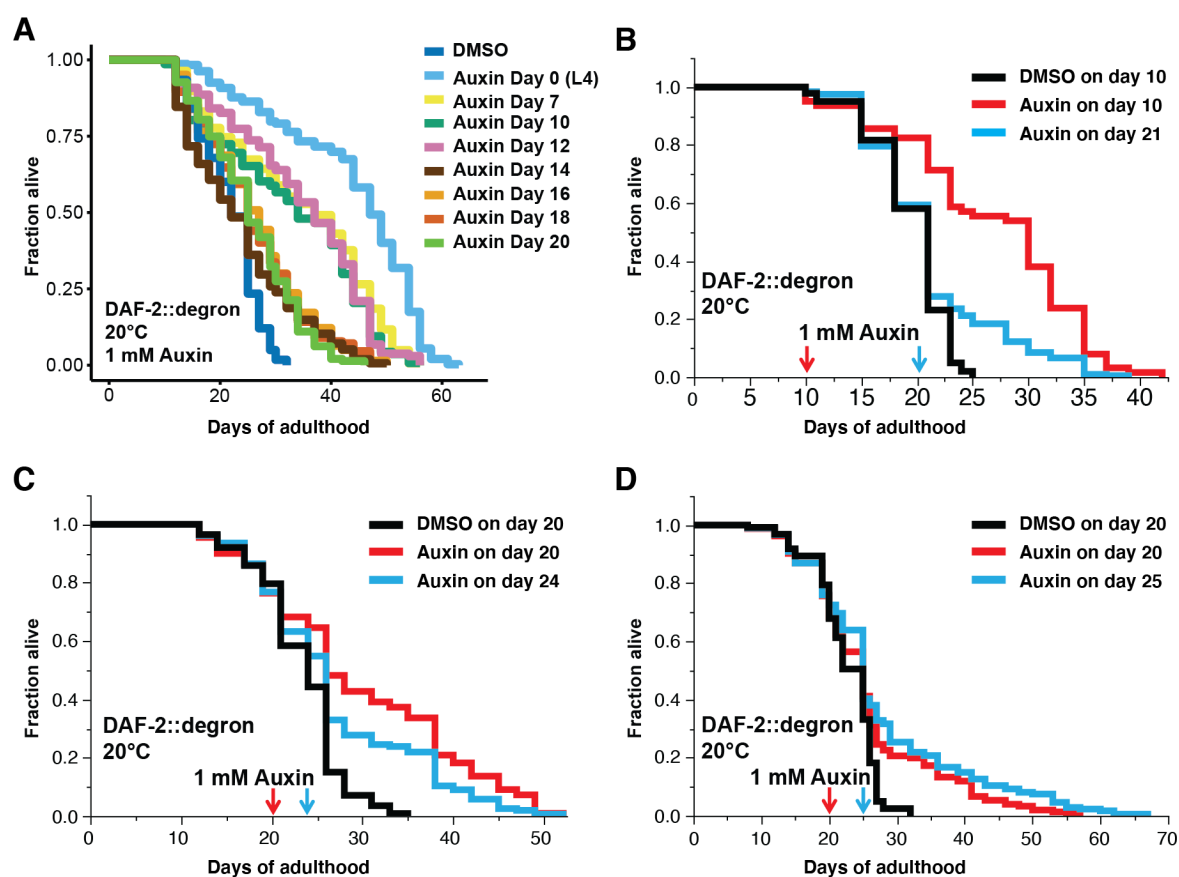 A
1.00
0.75
0.50
0.25
0.00
Fraction alive
DMSO
Auxin Day 0 (L4)
Auxin Day 7
Auxin Day 10
Auxin Day 12
Auxin Day 14
Auxin Day 16
Auxin Day 18
Auxin Day 20
DAF-2::degron
20°C
1 mM Auxin
0
20
40
60
Days of adulthood
B
1.0
0.8
0.6
0.4
0.2
0.0
Fraction alive
DMSO on day 10
Auxin on day 10
Auxin on day 21
DAF-2::degron
20°C
1 mM Auxin
0
5
10
15
20
25
30
35
40
Days of adulthood
C
1.0
0.8
0.6
0.4
0.2
0.0
Fraction alive
DMSO on day 20
Auxin on day 20
Auxin on day 24
DAF-2::degron
20°C
1 mM Auxin
0
10
20
30
40
50
Days of adulthood
D
1.0
0.8
0.6
0.4
0.2
0.0
Fraction alive
DMSO on day 20
Auxin on day 20
Auxin on day 25
DAF-2::degron
20°C
1 mM Auxin
0
10
20
30
40
50
60
70
Days of adulthood